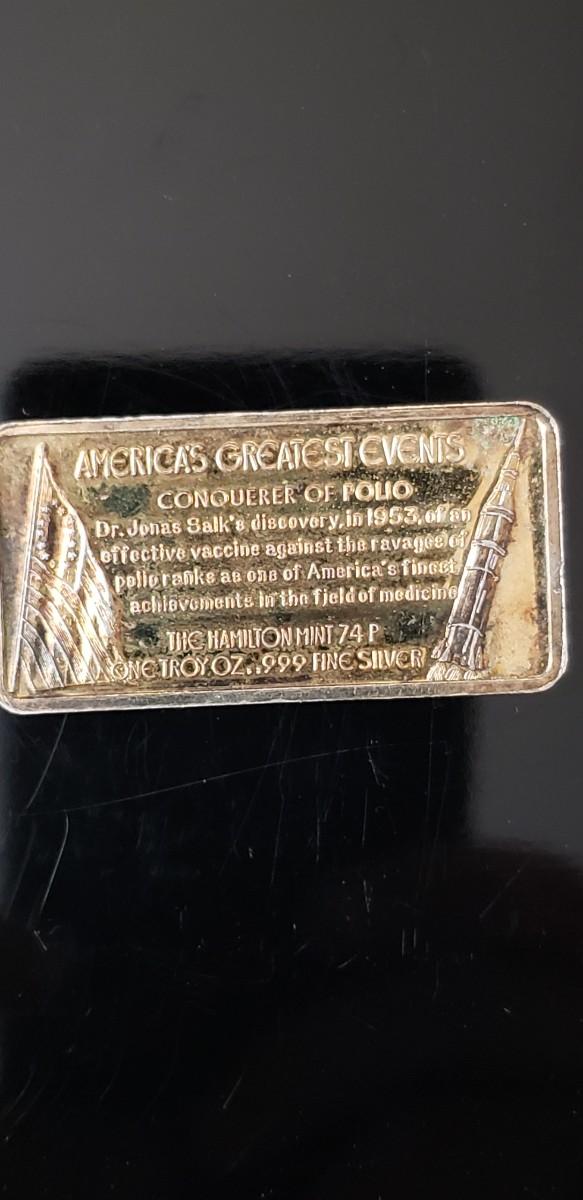 AMERICA'S GREATEST EVENTS
CONQUERER OF POLIO
Dr. Jonas Salk's discovery, in 1953, of an
effective vaccine against the ravages of
polio ranks as one of America's finest
achievements in the field of medicine
THE HAMILTON MINT 74 P
ONE TROY OZ. .999 FINE SILVER